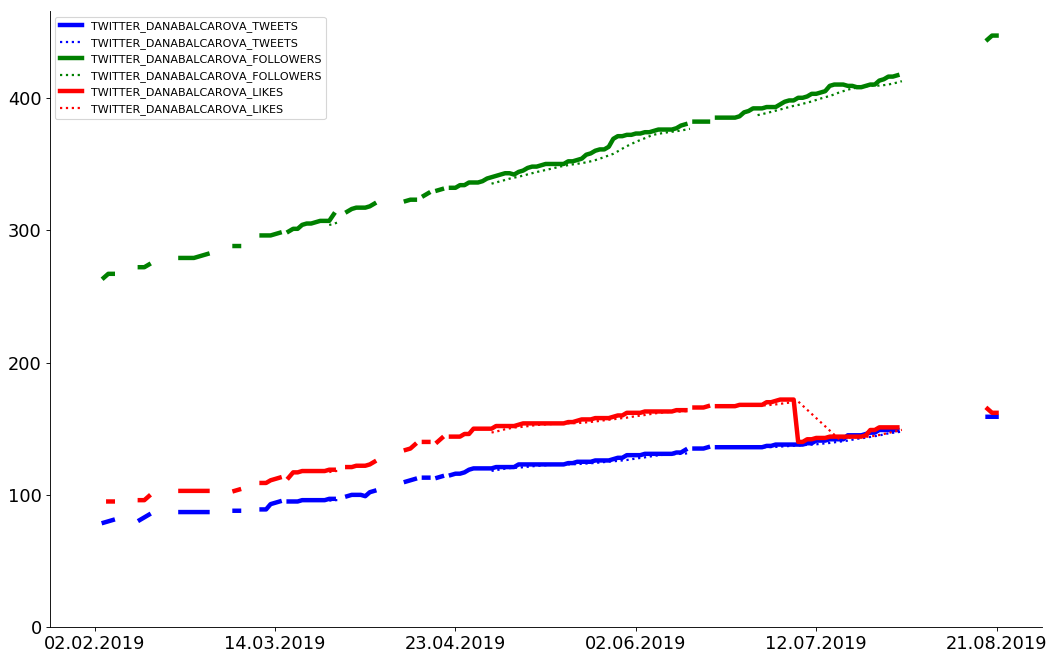 TWITTER_DANABALCAROVA_TWEETS
TWITTER_DANABALCAROVA_TWEETS
TWITTER_DANABALCAROVA_FOLLOWERS
TWITTER_DANABALCAROVA_FOLLOWERS
TWITTER_DANABALCAROVA_LIKES
TWITTER_DANABALCAROVA_LIKES
400
300
200
100
0
02.02.2019 14.03.2019 23.04.2019 02.06.2019 12.07.2019 21.08.2019